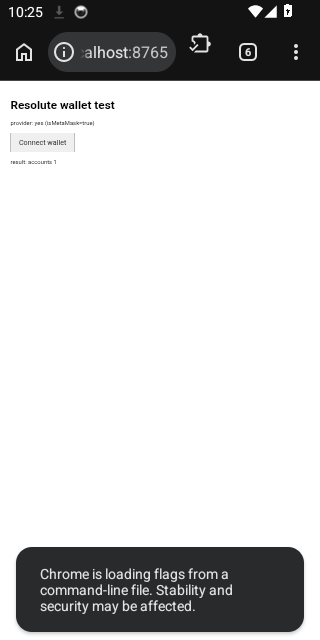 10:25
alhost:8765
6
Resolute wallet test
provider: yes (isMetaMask=true)
Connect wallet
result: accounts 1
Chrome is loading flags from a
command-line file. Stability and
security may be affected.